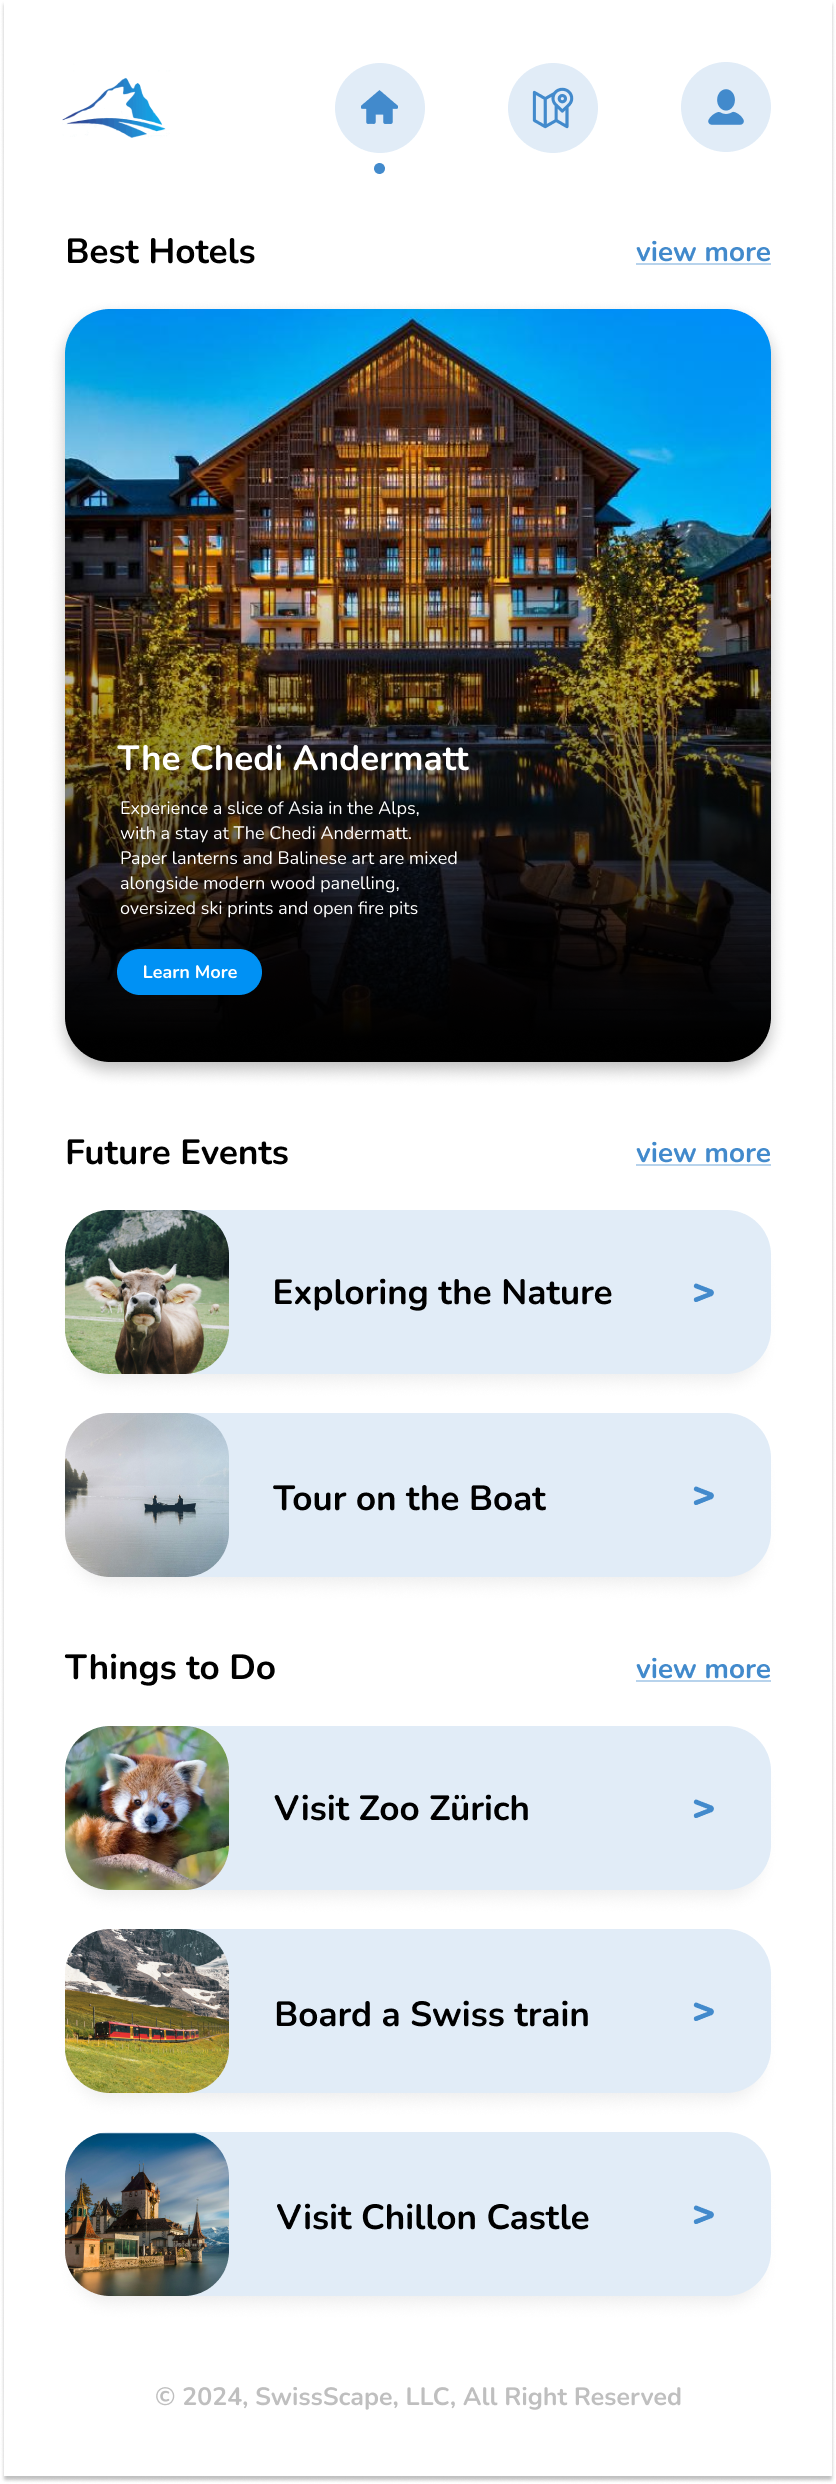 Best Hotels
view more
The Chedi Andermatt
Experience a slice of Asia in the Alps,
with a stay at The Chedi Andermatt.
Paper lanterns and Balinese art are mixed
alongside modern wood panelling,
oversized ski prints and open fire pits
Learn More
Future Events
view more
Exploring the Nature
>
Tour on the Boat
>
Things to Do
view more
Visit Zoo Zürich
>
Board a Swiss train
>
Visit Chillon Castle
>
© 2024, SwissScape, LLC, All Right Reserved